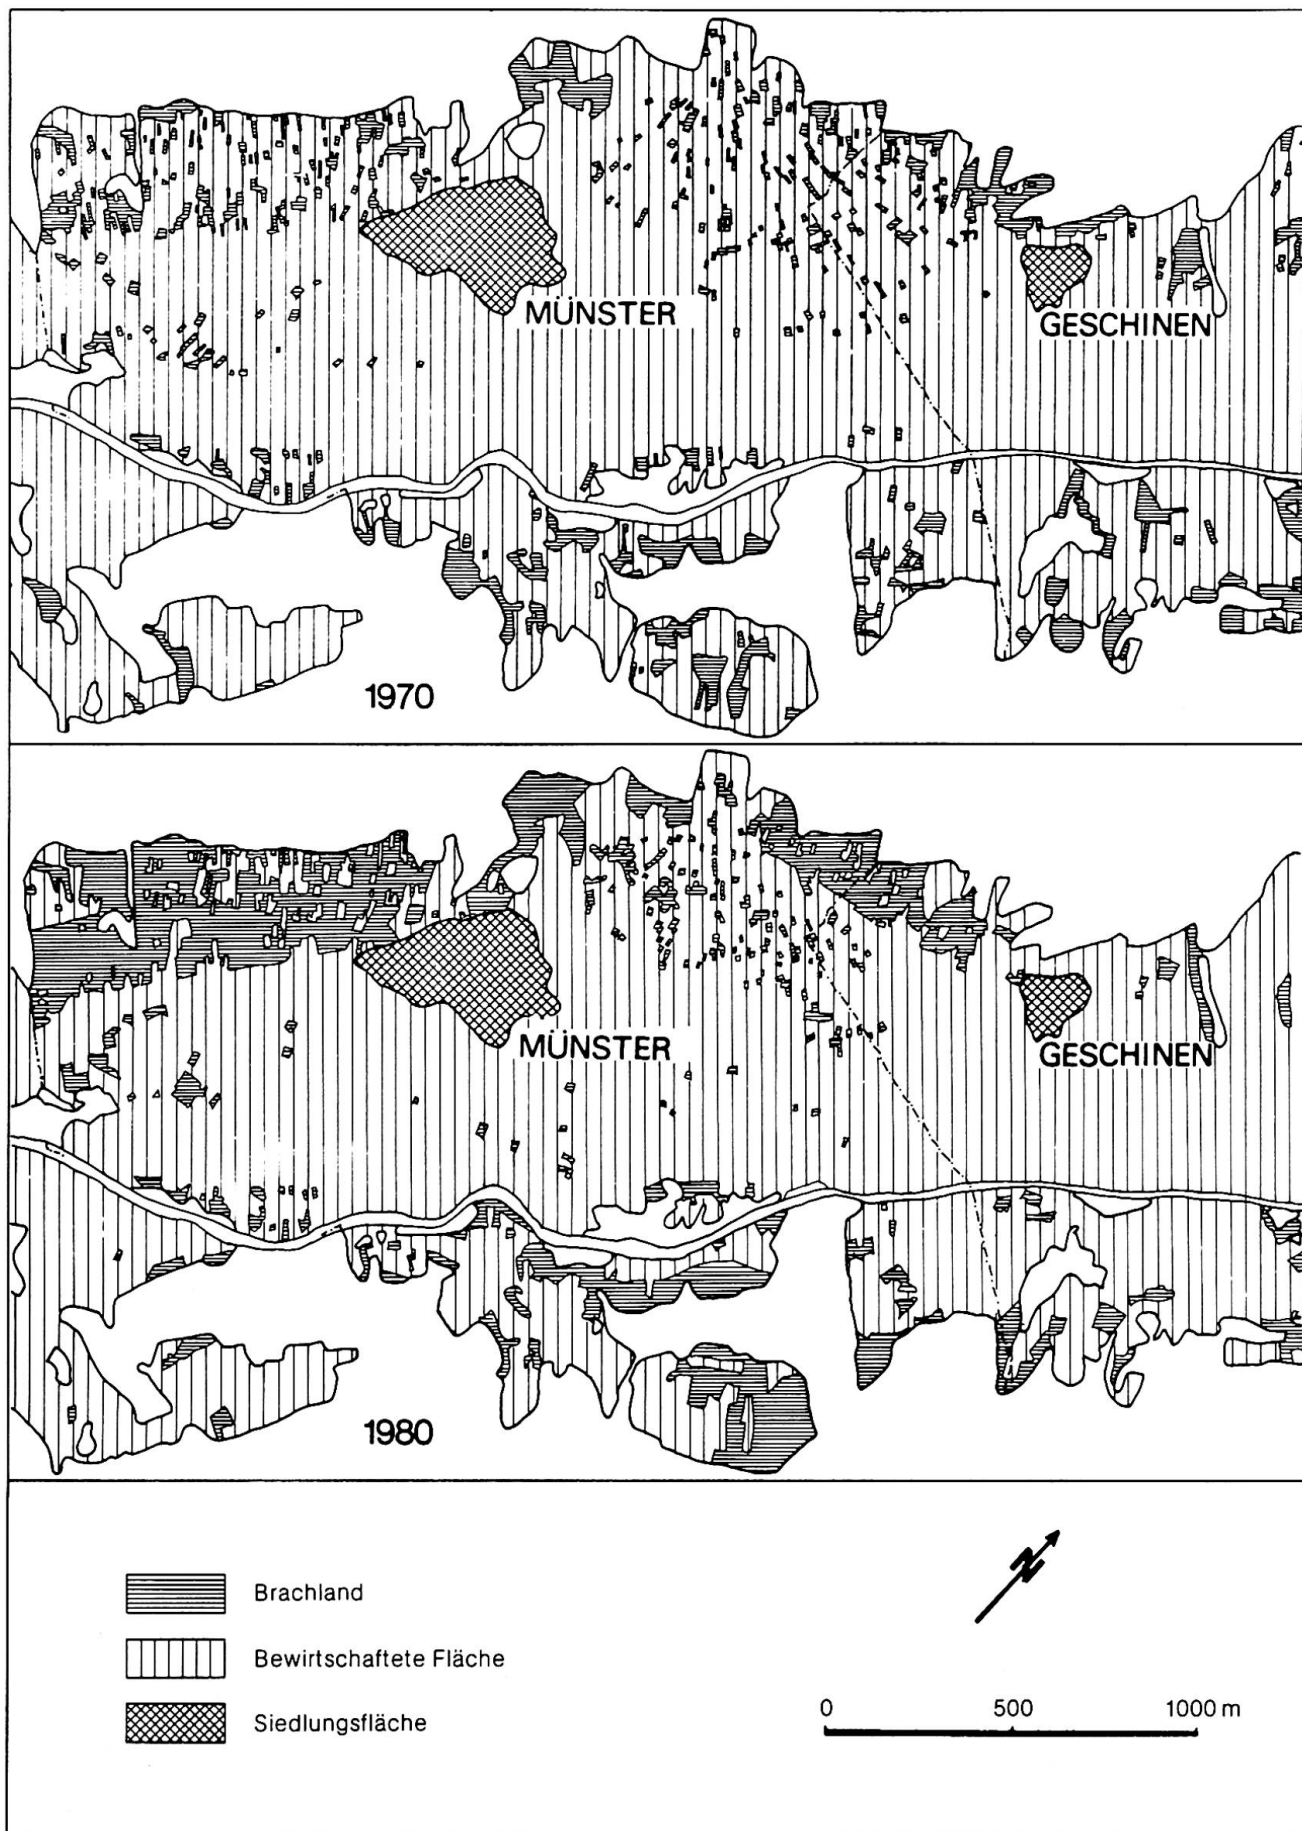 MÜNSTER
GESCHINEN
1970
MÜNSTER
GESCHINEN
1980
N
Brachland
Bewirtschaftete Fläche
Siedlungsfläche
0 500 1000 m